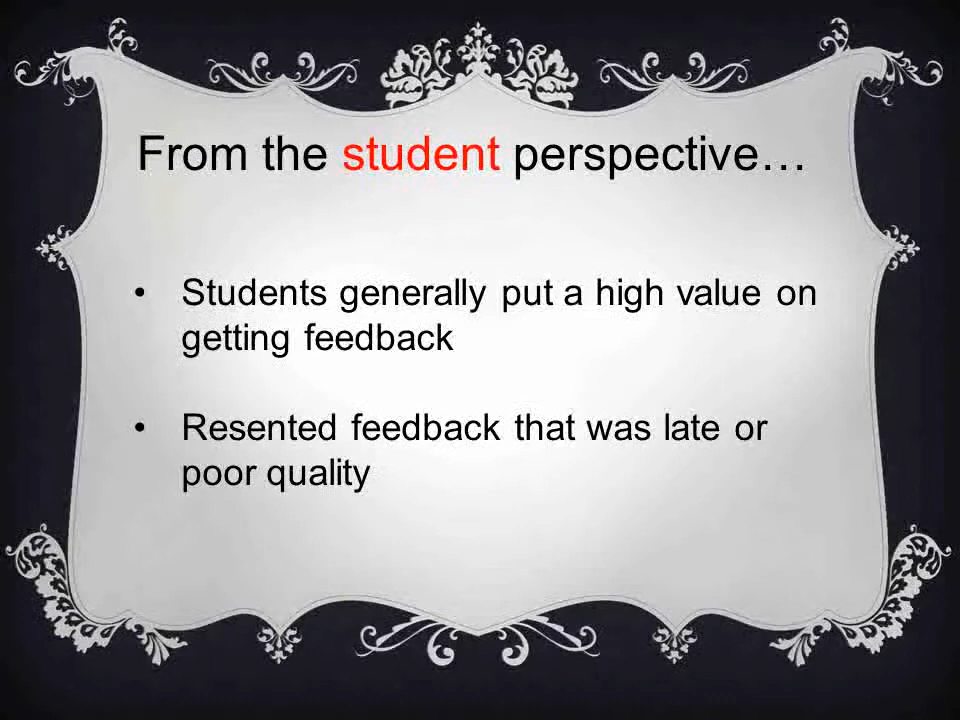 From the student perspective…
• Students generally put a high value on
getting feedback
• Resented feedback that was late or
poor quality